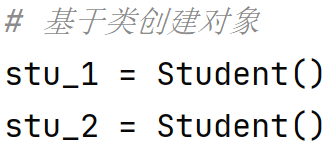 # 基于类创建对象
stu_1 = Student()
stu_2 = Student()